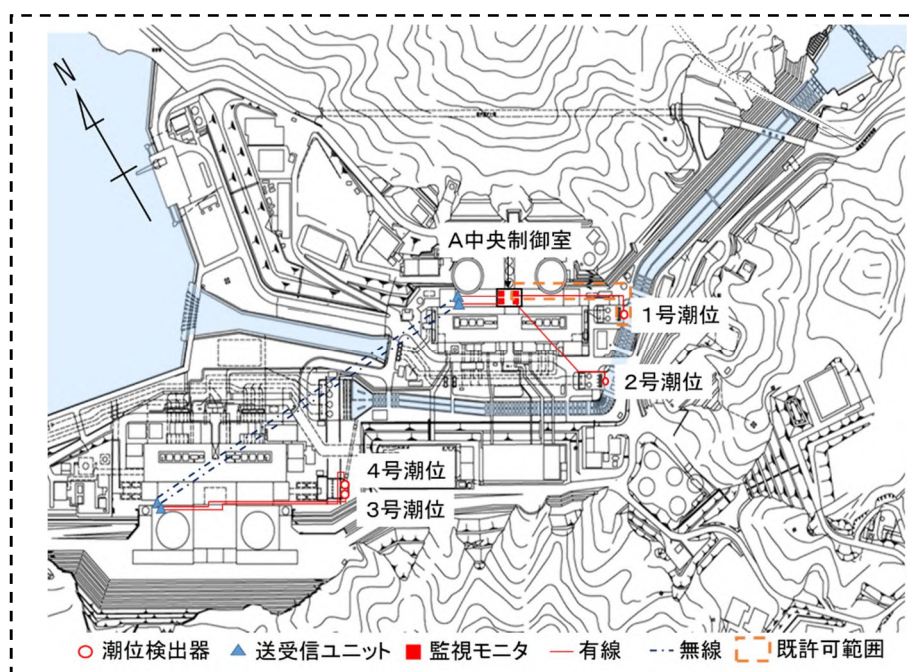 N
A中央制御室
1号潮位
2号潮位
4号潮位
3号潮位
潮位検出器
送受信ユニット
監視モニタ
有線
無線
既許可範囲